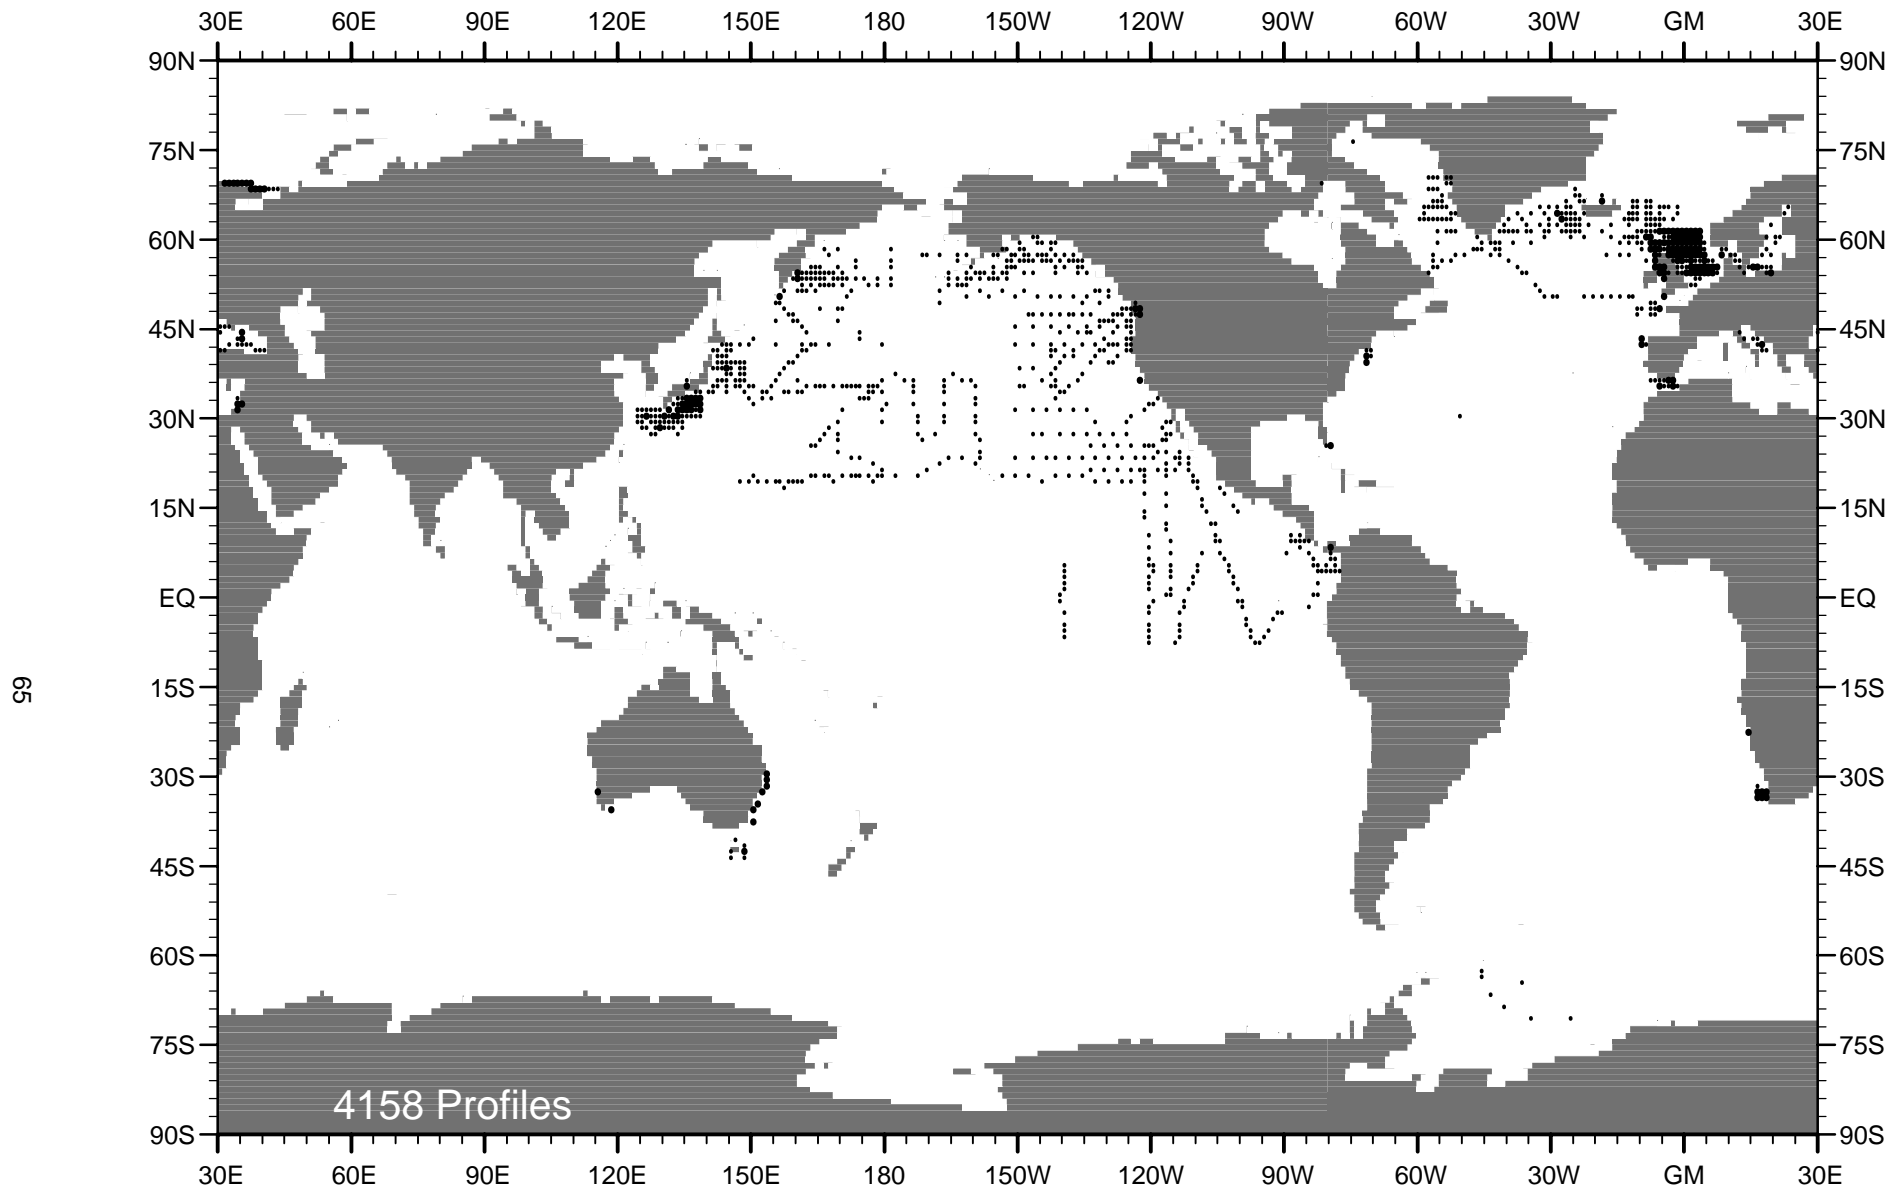 30E 60E 90E 120E 150E 180 150W 120W 90W 60W 30W GM 30E
90N 90N
75N 75N
60N 60N
45N 45N
30N 30N
15N 15N
EQ EQ
15S 15S
65
30S 30S
45S 45S
60S 60S
75S 75S
4158 Profiles
90S 90S
30E 60E 90E 120E 150E 180 150W 120W 90W 60W 30W GM 30E